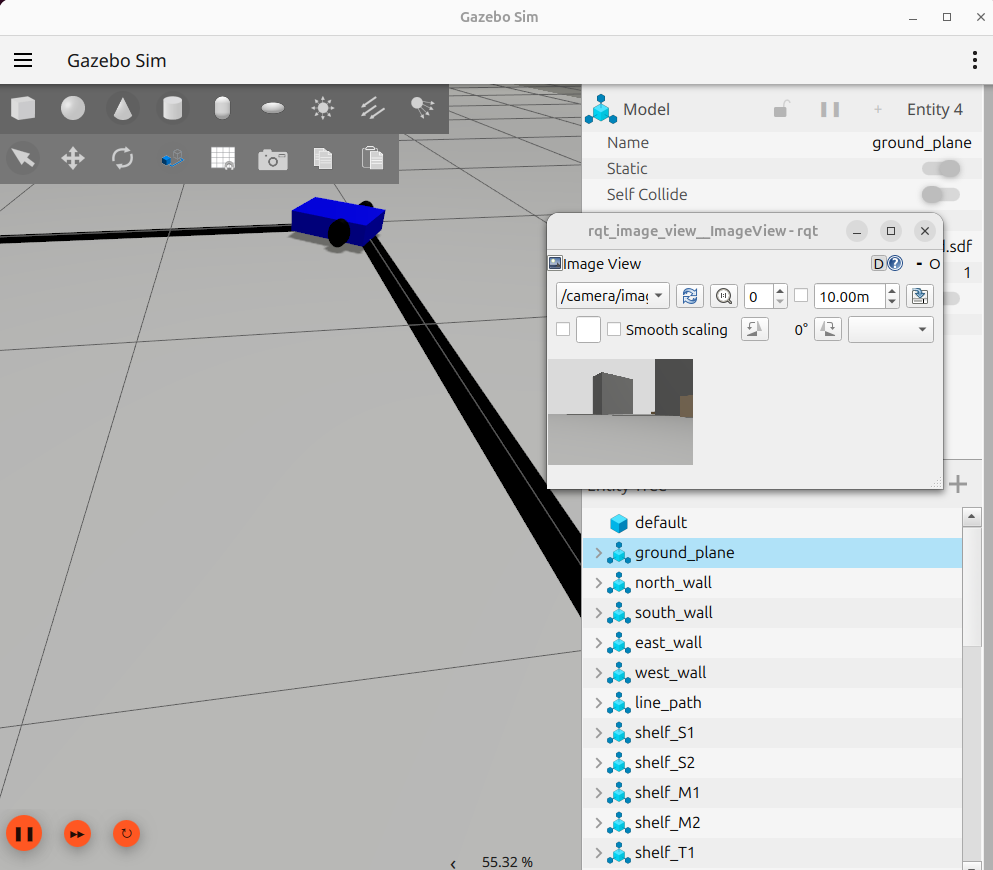 Gazebo Sim
Gazebo Sim
Model
Entity 4
Name
ground_plane
Static
Self Collide
rqt_image_view__ImageView - rqt
l.sdf
Image View
D
- O
1
/camera/imag
0
10.00m
Smooth scaling
0°
default
ground_plane
north_wall
south_wall
east_wall
west_wall
line_path
shelf_S1
shelf_S2
shelf_M1
shelf_M2
shelf_T1
55.32 %